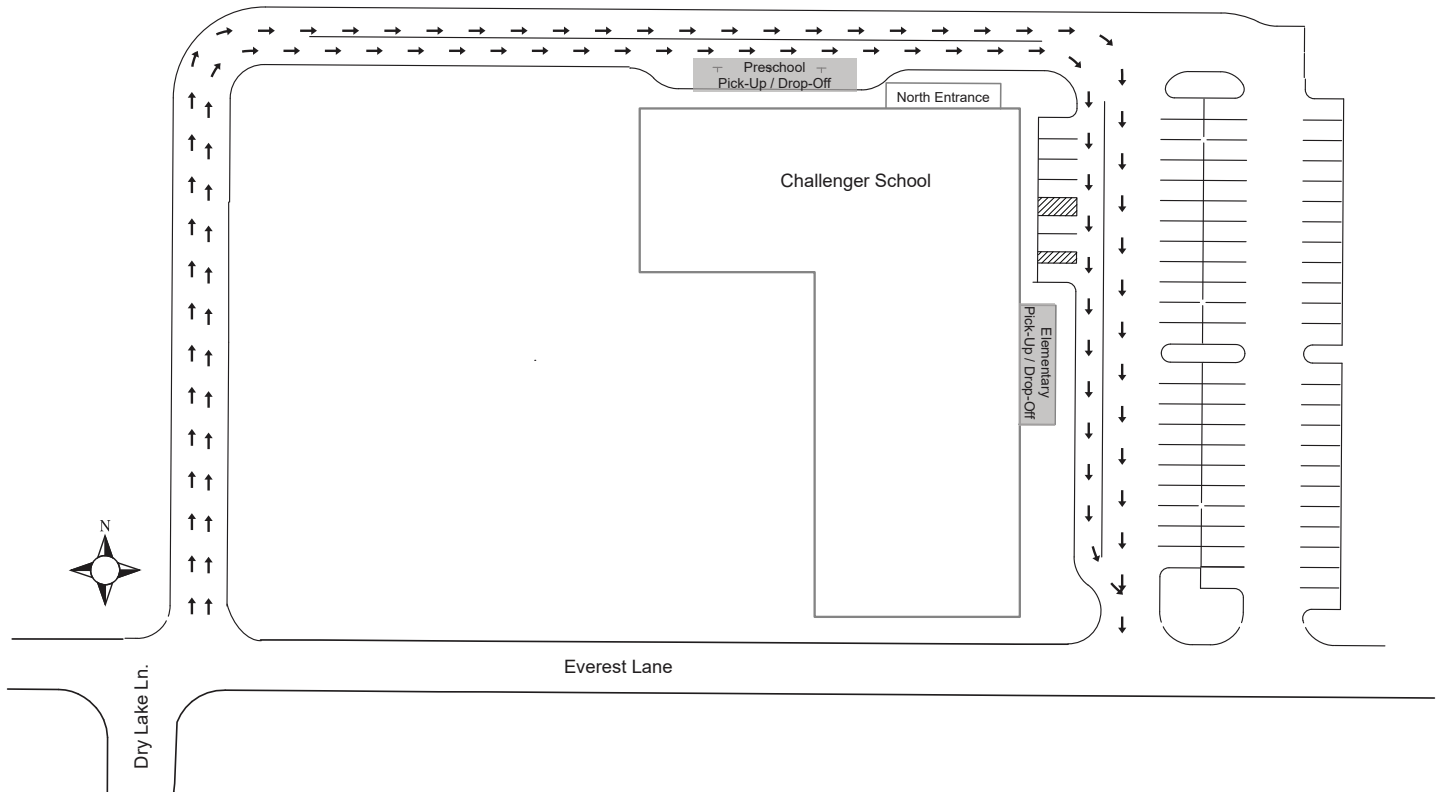 Preschool
Pick-Up / Drop-Off
North Entrance
Challenger School
Elementary
Pick-Up / Drop-Off
N
Everest Lane
Dry Lake Ln.